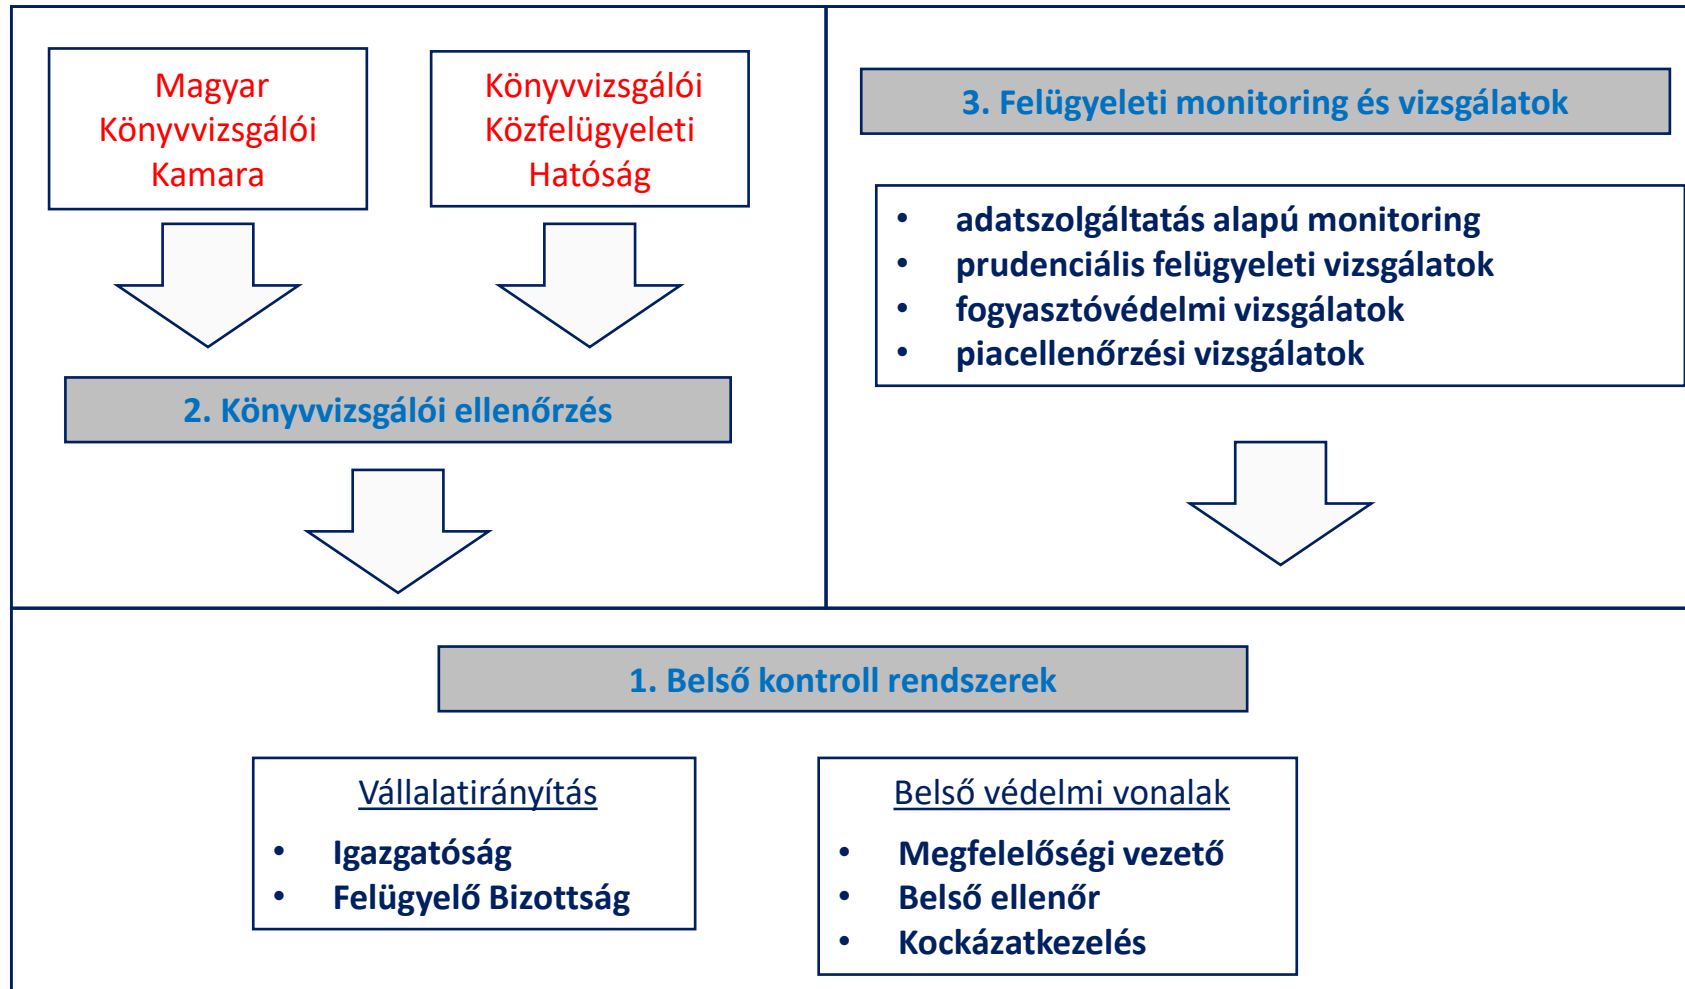 Magyar
Könyvvizsgálói
Kamara
Könyvvizsgálói
Közfelügyeleti
Hatóság
2. Könyvvizsgálói ellenőrzés
3. Felügyeleti monitoring és vizsgálatok
• adatszolgáltatás alapú monitoring
• prudenciális felügyeleti vizsgálatok
• fogyasztóvédelmi vizsgálatok
• piacellenőrzési vizsgálatok
1. Belső kontroll rendszerek
Vállalatirányítás
• Igazgatóság
• Felügyelő Bizottság
Belső védelmi vonalak
• Megfelelőségi vezető
• Belső ellenőr
• Kockázatkezelés